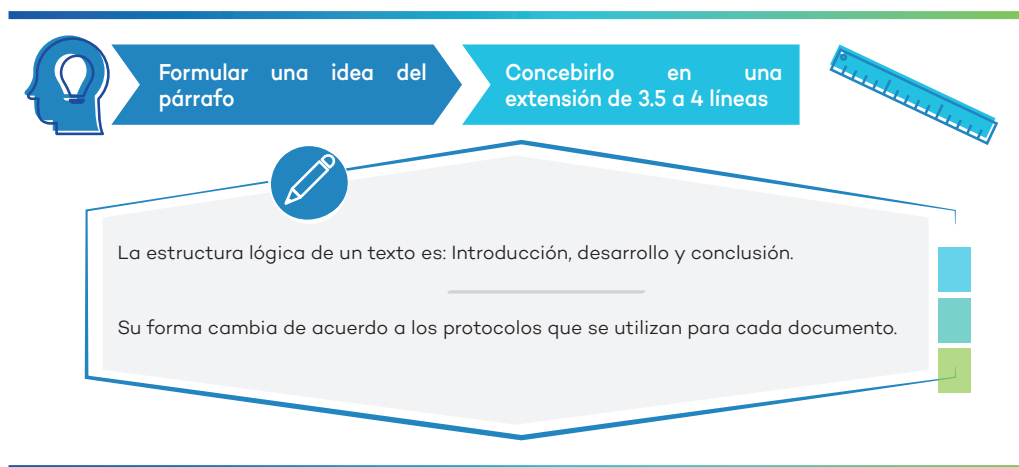 Formular una idea del
párrafo
Concebirlo en una
extensión de 3.5 a 4 líneas
La estructura lógica de un texto es: Introducción, desarrollo y conclusión.
Su forma cambia de acuerdo a los protocolos que se utilizan para cada documento.